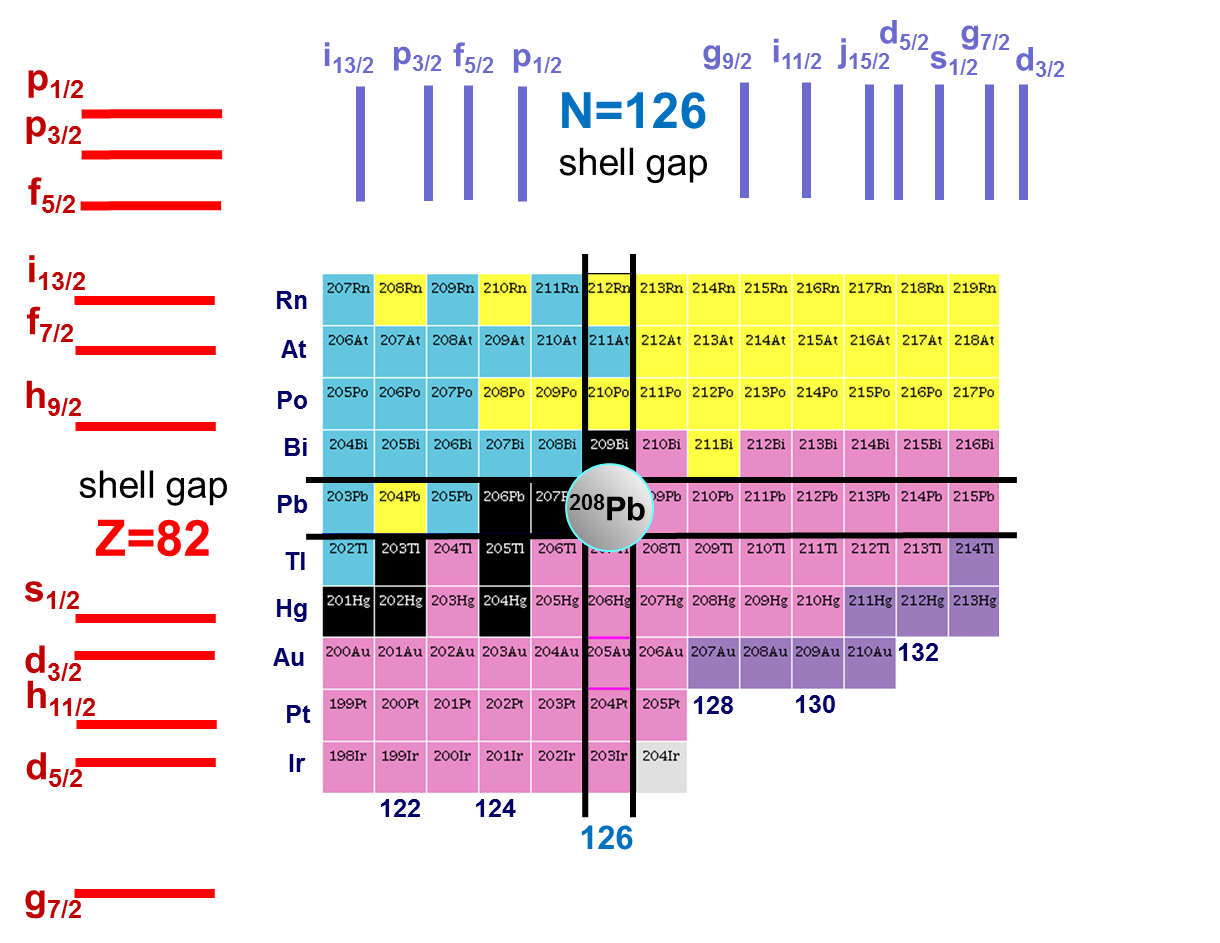 i13/2 p3/2 f5/2 p1/2 g9/2 i11/2 j15/2 d5/2 s1/2 g7/2 d3/2
N=126
shell gap
p1/2
p3/2
f5/2
i13/2
f7/2
h9/2
shell gap
Z=82
s1/2
d3/2
h11/2
d5/2
g7/2
Rn 207Rn 208Rn 209Rn 210Rn 211Rn 212Rn 213Rn 214Rn 215Rn 216Rn 217Rn 218Rn 219Rn
At 206At 207At 208At 209At 210At 211At 212At 213At 214At 215At 216At 217At 218At
Po 205Po 206Po 207Po 208Po 209Po 210Po 211Po 212Po 213Po 214Po 215Po 216Po 217Po
Bi 204Bi 205Bi 206Bi 207Bi 208Bi 209Bi 210Bi 211Bi 212Bi 213Bi 214Bi 215Bi 216Bi
Pb 203Pb 204Pb 205Pb 206Pb 208Pb 210Pb 211Pb 212Pb 213Pb 214Pb 215Pb
Tl 202Tl 203Tl 204Tl 205Tl 206Tl 208Tl 209Tl 210Tl 211Tl 212Tl 213Tl 214Tl
Hg 201Hg 202Hg 203Hg 204Hg 205Hg 206Hg 207Hg 208Hg 209Hg 210Hg 211Hg 212Hg 213Hg
Au 200Au 201Au 202Au 203Au 204Au 205Au 206Au 207Au 208Au 209Au 210Au 132
Pt 199Pt 200Pt 201Pt 202Pt 203Pt 204Pt 205Pt 128 130
Ir 198Ir 199Ir 200Ir 201Ir 202Ir 203Ir 204Ir
122 124
126